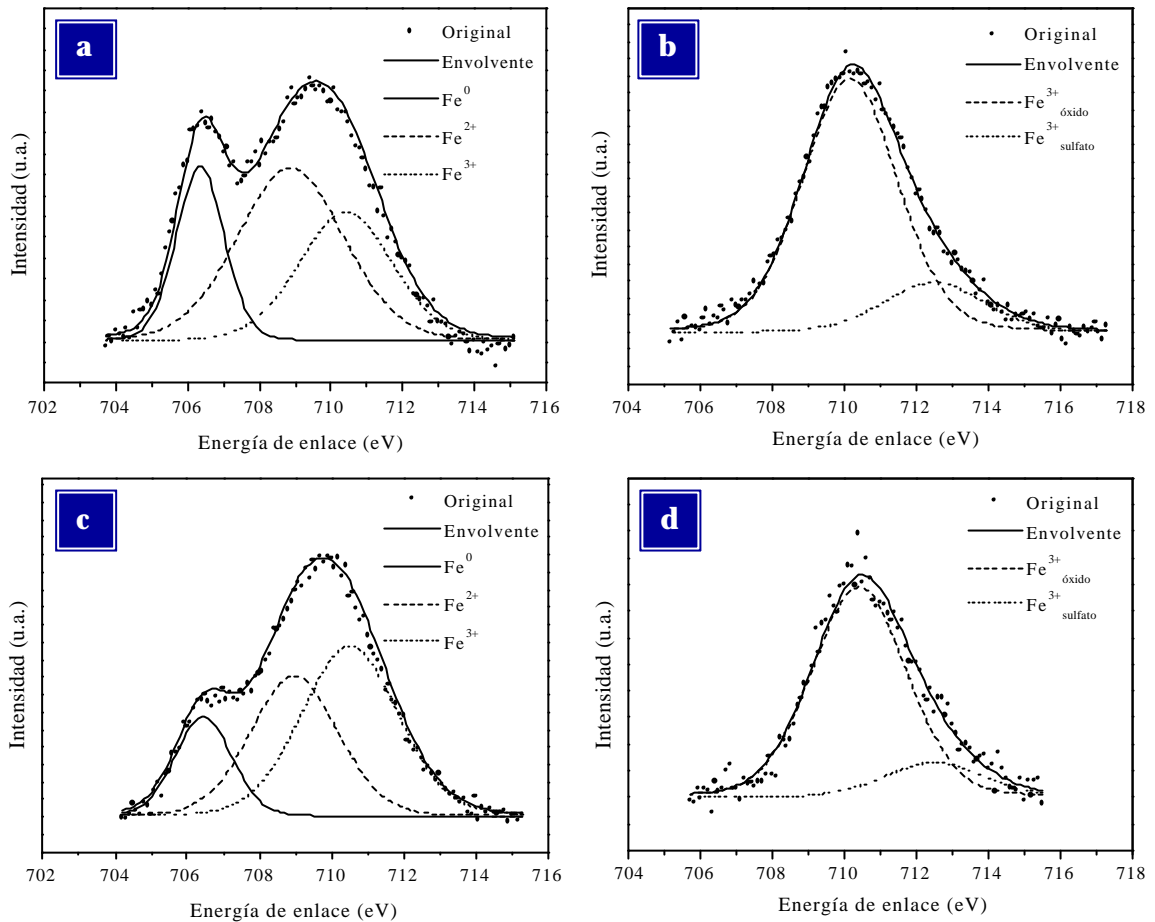 a
Original
Envolvente
Fe⁰
Fe²⁺
Fe³⁺
Intensidad (u.a.)
702 704 706 708 710 712 714 716
Energía de enlace (eV)
b
Original
Envolvente
Fe³⁺ óxido
Fe³⁺ sulfato
Intensidad (u.a.)
704 706 708 710 712 714 716 718
Energía de enlace (eV)
c
Original
Envolvente
Fe⁰
Fe²⁺
Fe³⁺
Intensidad (u.a.)
702 704 706 708 710 712 714 716
Energía de enlace (eV)
d
Original
Envolvente
Fe³⁺ óxido
Fe³⁺ sulfato
Intensidad (u.a.)
704 706 708 710 712 714 716 718
Energía de enlace (eV)